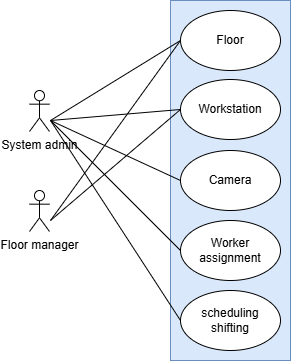 Floor
Workstation
System admin
Camera
Floor manager
Worker
assignment
scheduling
shifting